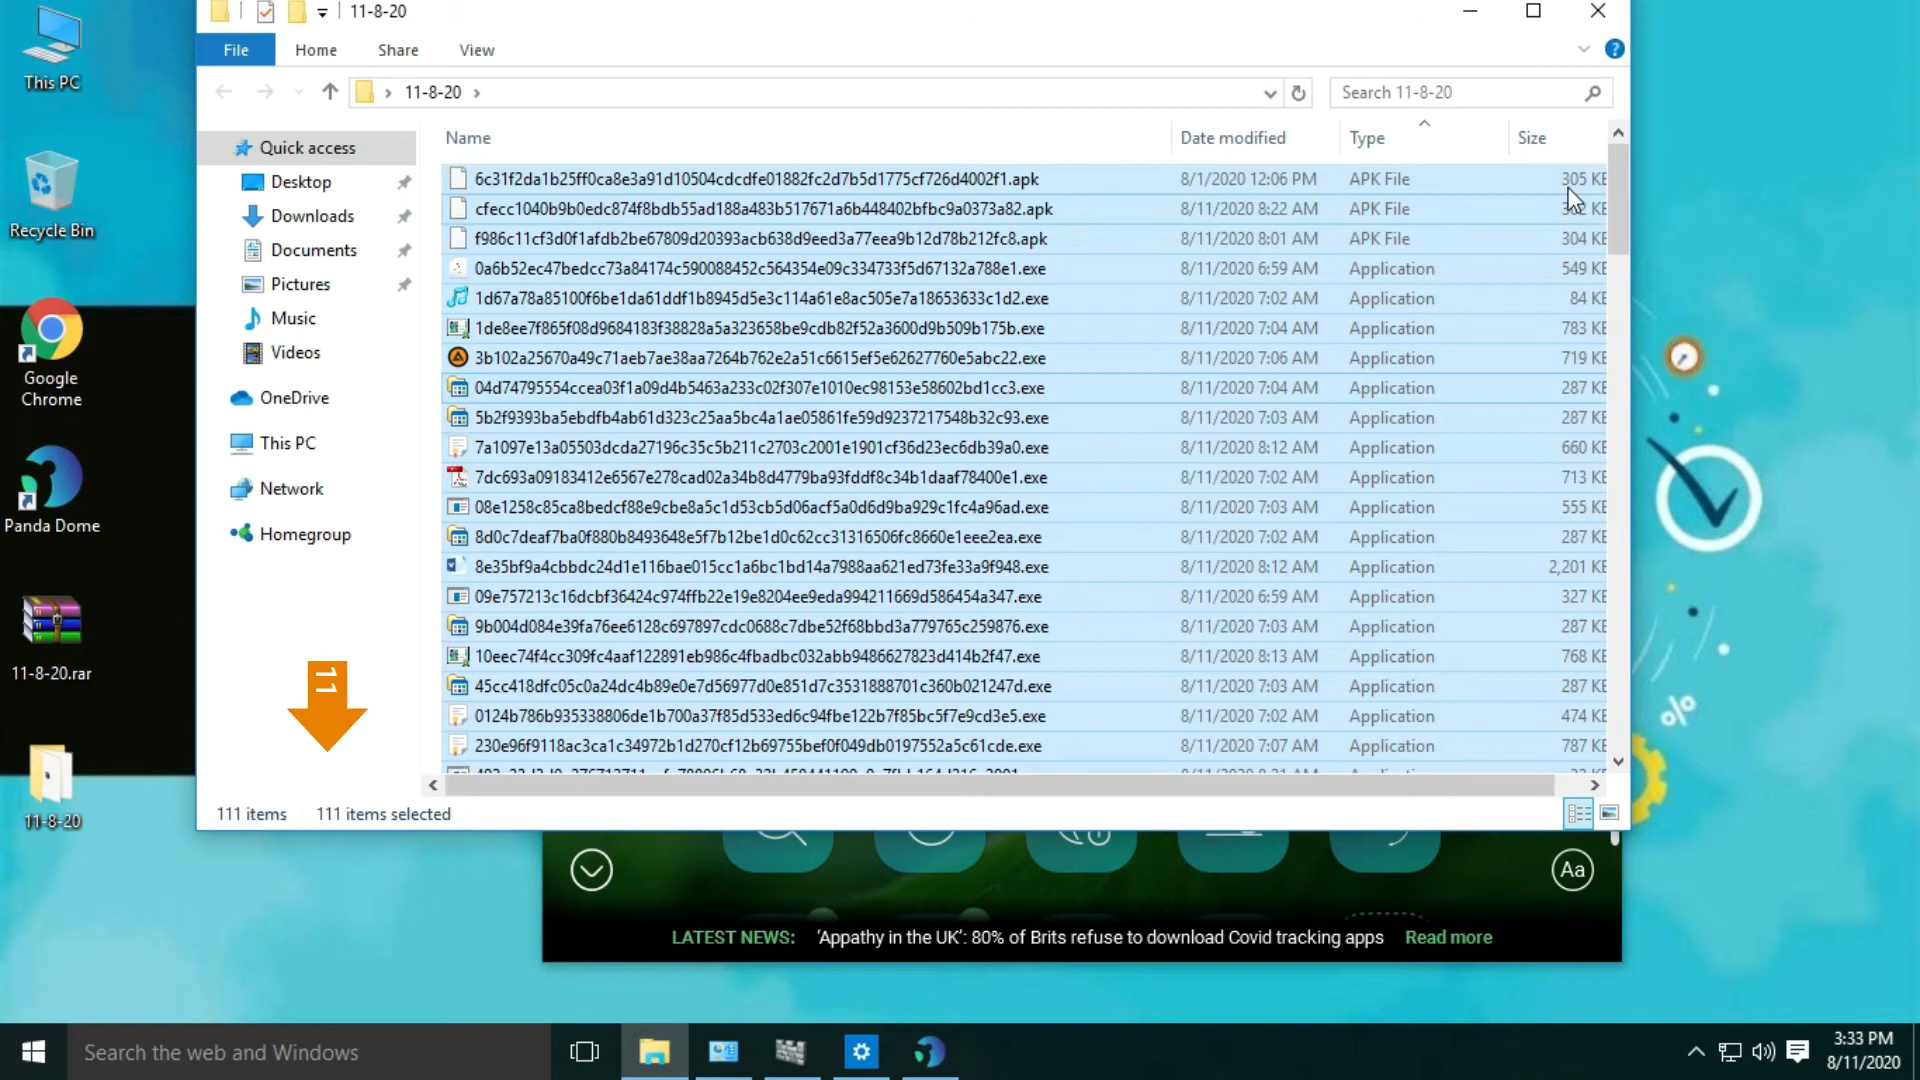 11-8-20
File Home Share View
11-8-20
Search 11-8-20
Name Date modified Type Size
Quick access
Desktop
Downloads
Documents
Pictures
Music
Videos
OneDrive
This PC
Network
Homegroup
6c31f2da1b25ff0ca8e3a91d10504cdcdfe01882fc2d7b5d1775cf726d4002f1.apk 8/1/2020 12:06 PM APK File 305 KB
cfecc1040b9b0edc874f8bdb55ad188a483b517671a6b448402bfbc9a0373a82.apk 8/11/2020 8:22 AM APK File
f986c11cf3d0f1afdb2be67809d20393acb638d9eed3a77eea9b12d78b212fc8.apk 8/11/2020 8:01 AM APK File 304 KB
0a6b52ec47bedcc73a84174c590088452c564354e09c334733f5d67132a788e1.exe 8/11/2020 6:59 AM Application 549 KB
1d67a78a85100f6be1da61ddf1b8945d5e3c114a61e8ac505e7a18653633c1d2.exe 8/11/2020 7:02 AM Application 84 KB
1de8ee7f865f08d9684183f38828a5a323658be9cdb82f52a3600d9b509b175b.exe 8/11/2020 7:04 AM Application 783 KB
3b102a25670a49c71aeb7ae38aa7264b762e2a51c6615ef5e62627760e5abc22.exe 8/11/2020 7:06 AM Application 719 KB
04d74795554ccea03f1a09d4b5463a233c02f307e1010ec98153e58602bd1cc3.exe 8/11/2020 7:04 AM Application 287 KB
5b2f9393ba5ebdfb4ab61d323c25aa5bc4a1ae05861fe59d9237217548b32c93.exe 8/11/2020 7:03 AM Application 287 KB
7a1097e13a05503dcda27196c35c5b211c2703c2001e1901cf36d23ec6db39a0.exe 8/11/2020 8:12 AM Application 660 KB
7dc693a09183412e6567e278cad02a34b8d4779ba93fddf8c34b1daaf78400e1.exe 8/11/2020 7:02 AM Application 713 KB
08e1258c85ca8bedcf88e9cbe8a5c1d53cb5d06acf5a0d6d9ba929c1fc4a96ad.exe 8/11/2020 7:03 AM Application 555 KB
8d0c7deaf7ba0f880b8493648e5f7b12be1d0c62cc31316506fc8660e1eee2ea.exe 8/11/2020 7:02 AM Application 287 KB
8e35bf9a4cbbdc24d1e116bae015cc1a6bc1bd14a7988aa621ed73fe33a9f948.exe 8/11/2020 8:12 AM Application 2,201 KB
09e757213c16dcbf36424c974ffb22e19e8204ee9eda994211669d586454a347.exe 8/11/2020 6:59 AM Application 327 KB
9b004d084e39fa76ee6128c697897cdc0688c7dbe52f68bbd3a779765c259876.exe 8/11/2020 7:03 AM Application 287 KB
10eec74f4cc309fc4aaf122891eb986c4fbadbc032abb9486627823d414b2f47.exe 8/11/2020 8:13 AM Application 768 KB
45cc418dfc05c0a24dc4b89e0e7d56977d0e851d7c3531888701c360b021247d.exe 8/11/2020 7:03 AM Application 287 KB
0124b786b935338806de1b700a37f85d533ed6c94fbe122b7f85bc5f7e9cd3e5.exe 8/11/2020 7:02 AM Application 474 KB
230e96f9118ac3ca1c34972b1d270cf12b69755bef0f049db0197552a5c61cde.exe 8/11/2020 7:07 AM Application 787 KB
111 items 111 items selected
11
This PC
Recycle Bin
Google
Chrome
Panda Dome
11-8-20.rar
11-8-20
%
Aa
LATEST NEWS: 'Appathy in the UK': 80% of Brits refuse to download Covid tracking apps Read more
Search the web and Windows
3:33 PM
8/11/2020